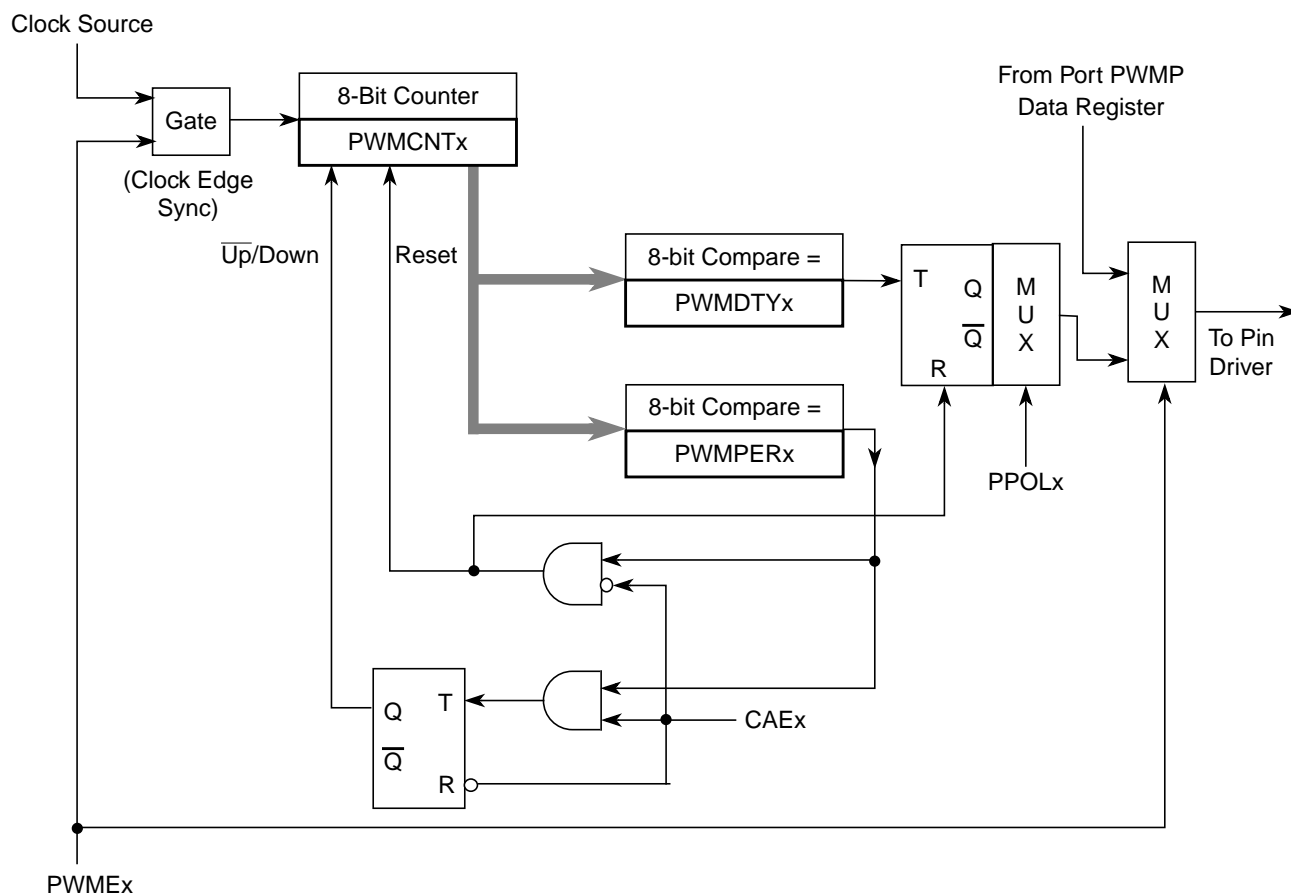 Clock Source
8-Bit Counter
PWMCNTx
Gate
(Clock Edge
Sync)
From Port PWMP
Data Register
U̅p̅/Down
Reset
8-bit Compare =
PWMDTYx
T
Q
Q̅
R
M
U
X
M
U
X
To Pin
Driver
8-bit Compare =
PWMPERx
PPOLx
Q
T
Q̅
R
CAEx
PWMEx